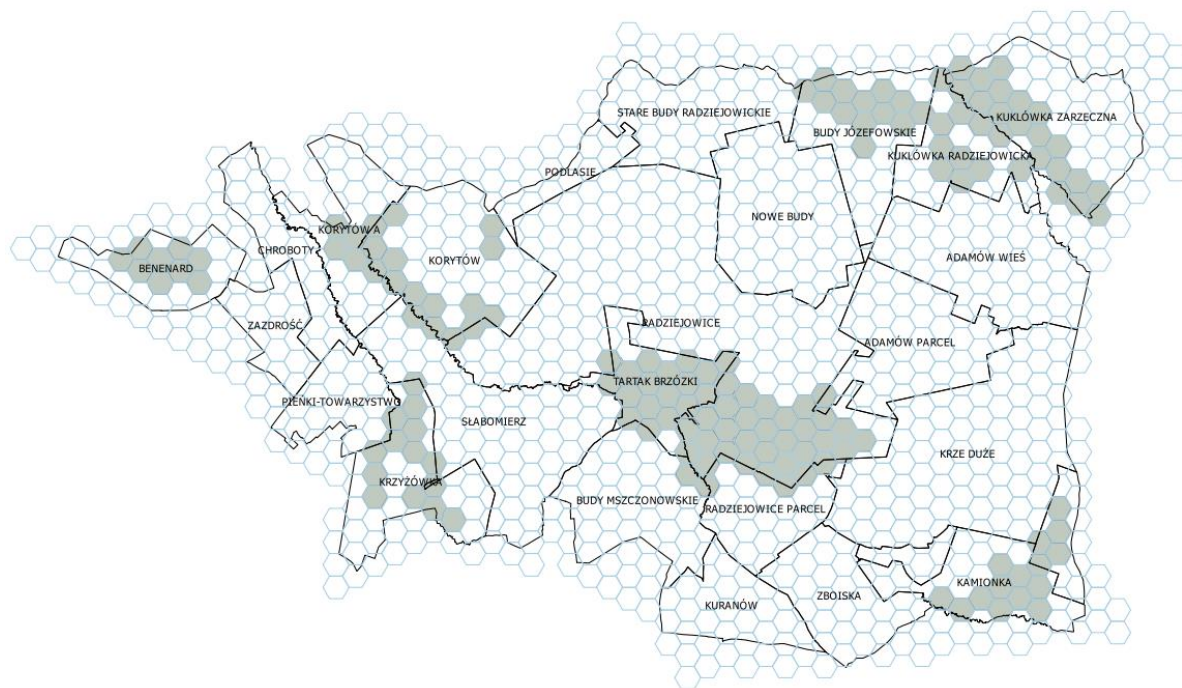 STARE BUDY RADZIEJOWICKIE
KUKLÓWKA ZARZECZNA
BUDY JÓZEFOWSKIE
KUKLÓWKA RADZIEJOWICKA
PODLASIE
NOWE BUDY
KORYTÓW A
CHROBOTY
KORYTÓW
ADAMÓW WIEŚ
BENENARD
ZAZDROŚĆ
RADZIEJOWICE
ADAMÓW PARCEL
TARTAK BRZÓZKI
PIEŃKI-TOWARZYSTWO
SŁABOMIERZ
KRZE DUŻE
KRZYŻÓWKA
BUDY MSZCZONOWSKIE
RADZIEJOWICE PARCEL
KAMIONKA
ZBOISKA
KURANÓW